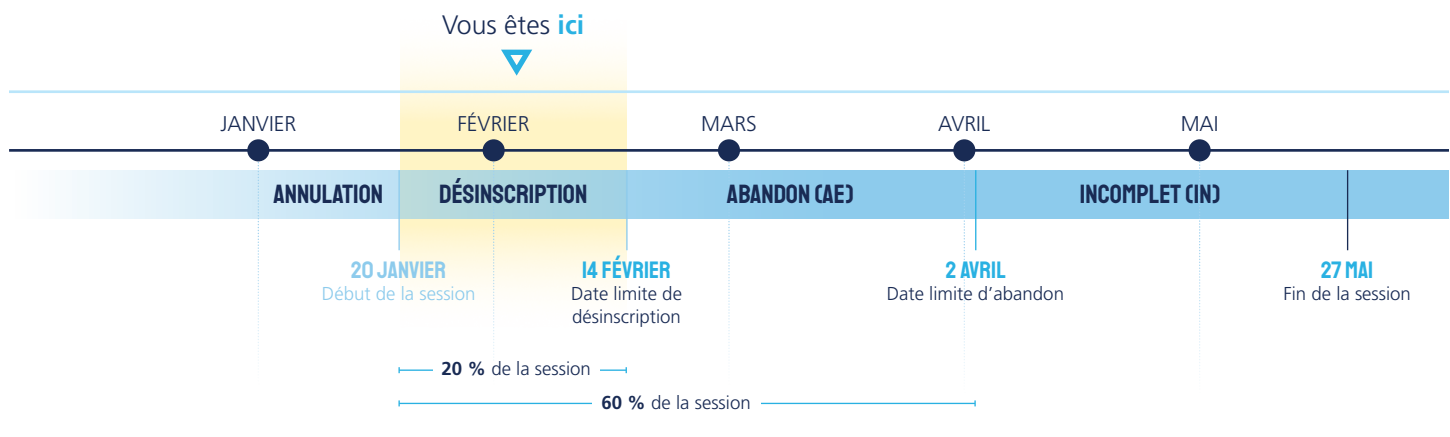 Vous êtes ici
JANVIER
FÉVRIER
MARS
AVRIL
MAI
ANNULATION
DÉSINSCRIPTION
ABANDON (AE)
INCOMPLET (IN)
20 JANVIER
Début de la session
14 FÉVRIER
Date limite de
désinscription
2 AVRIL
Date limite d’abandon
27 MAI
Fin de la session
20 % de la session
60 % de la session